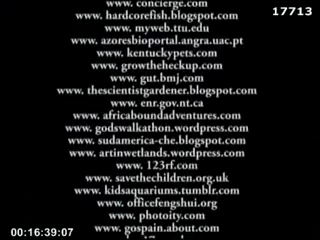 www. concierge.com
17713
www. hardcorefish.blogspot.com
www. myweb.ttu.edu
www. azoresbioportal.angra.uac.pt
www. kentuckypets.com
www. growtheheckup.com
www. gut.bmj.com
www. thescientistgardener.blogspot.com
www. enr.gov.nt.ca
www. africaboundadventures.com
www. godswalkathon.wordpress.com
www. sudamerica-che.blogspot.com
www. artinwetlands.wordpress.com
www. 123rf.com
www. savethechildren.org.uk
www. kidsaquariums.tumblr.com
www. officefengshui.org
www. photoity.com
www. gospain.about.com
00:16:39:07